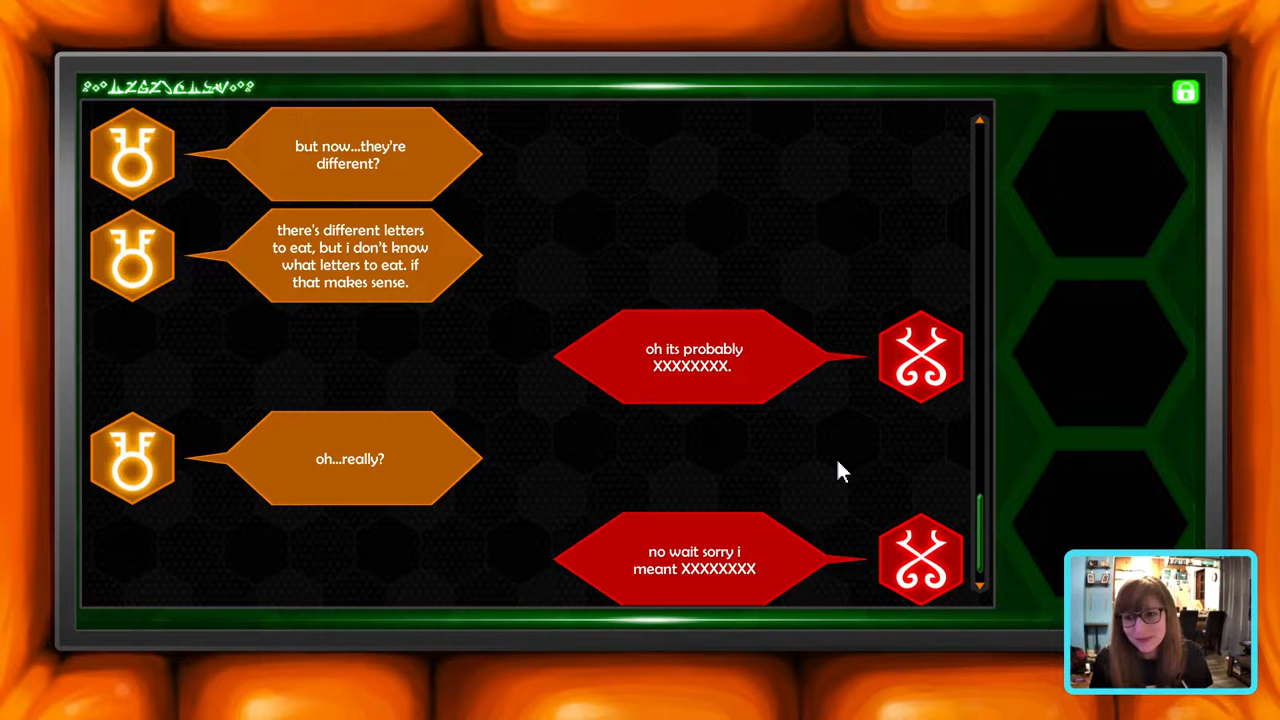 but now...they're
different?
there's different letters
to eat, but i don't know
what letters to eat. if
that makes sense.
oh its probably
XXXXXXXX.
oh...really?
no wait sorry i
meant XXXXXXXX